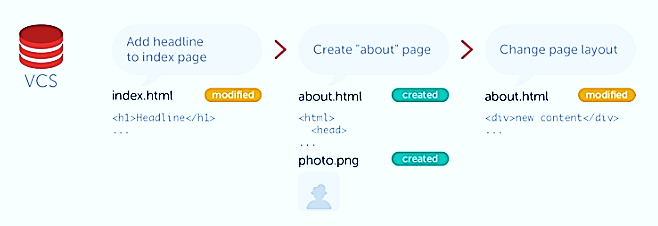 VCS
Add headline
to index page
index.html modified
<h1>Headline</h1>
...
Create "about" page
about.html created
<html>
<head>
...
photo.png created
Change page layout
about.html modified
<div>new content</div>
...